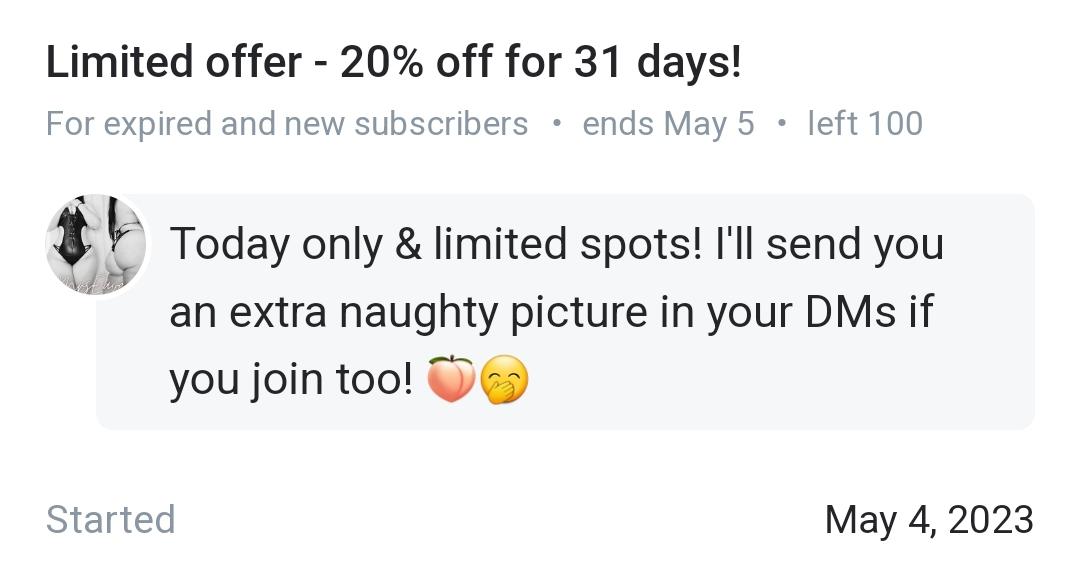 Limited offer - 20% off for 31 days!
For expired and new subscribers • ends May 5 • left 100
Today only & limited spots! I'll send you
an extra naughty picture in your DMs if
you join too! 🍑🤭
Started May 4, 2023